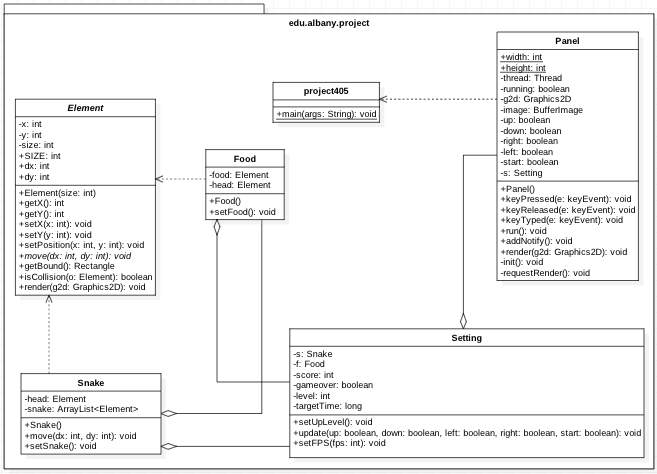 edu.albany.project
Panel
+width: int
+height: int
-thread: Thread
-running: boolean
-g2d: Graphics2D
-image: BufferImage
-up: boolean
-down: boolean
-right: boolean
-left: boolean
-start: boolean
-s: Setting
+Panel()
+keyPressed(e: keyEvent): void
+keyReleased(e: keyEvent): void
+keyTyped(e: keyEvent): void
+run(): void
+addNotify(): void
+render(g2d: Graphics2D): void
-init(): void
-requestRender(): void
project405
+main(args: String): void
Element
-x: int
-y: int
-size: int
+SIZE: int
+dx: int
+dy: int
+Element(size: int)
+getX(): int
+getY(): int
+setX(x: int): void
+setY(y: int): void
+setPosition(x: int, y: int): void
+move(dx: int, dy: int): void
+getBound(): Rectangle
+isCollision(o: Element): boolean
+render(g2d: Graphics2D): void
Food
-food: Element
-head: Element
+Food()
+setFood(): void
Setting
-s: Snake
-f: Food
-score: int
-gameover: boolean
-level: int
-targetTime: long
+setUpLevel(): void
+update(up: boolean, down: boolean, left: boolean, right: boolean, start: boolean): void
+setFPS(fps: int): void
Snake
-head: Element
-snake: ArrayList<Element>
+Snake()
+move(dx: int, dy: int): void
+setSnake(): void